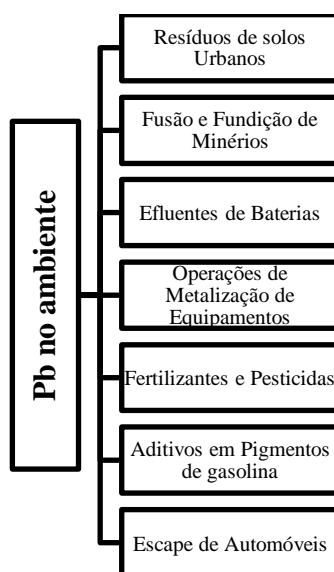 Pb no ambiente
Resíduos de solos
Urbanos
Fusão e Fundição de
Minérios
Efluentes de Baterias
Operações de
Metalização de
Equipamentos
Fertilizantes e Pesticidas
Aditivos em Pigmentos
de gasolina
Escape de Automóveis